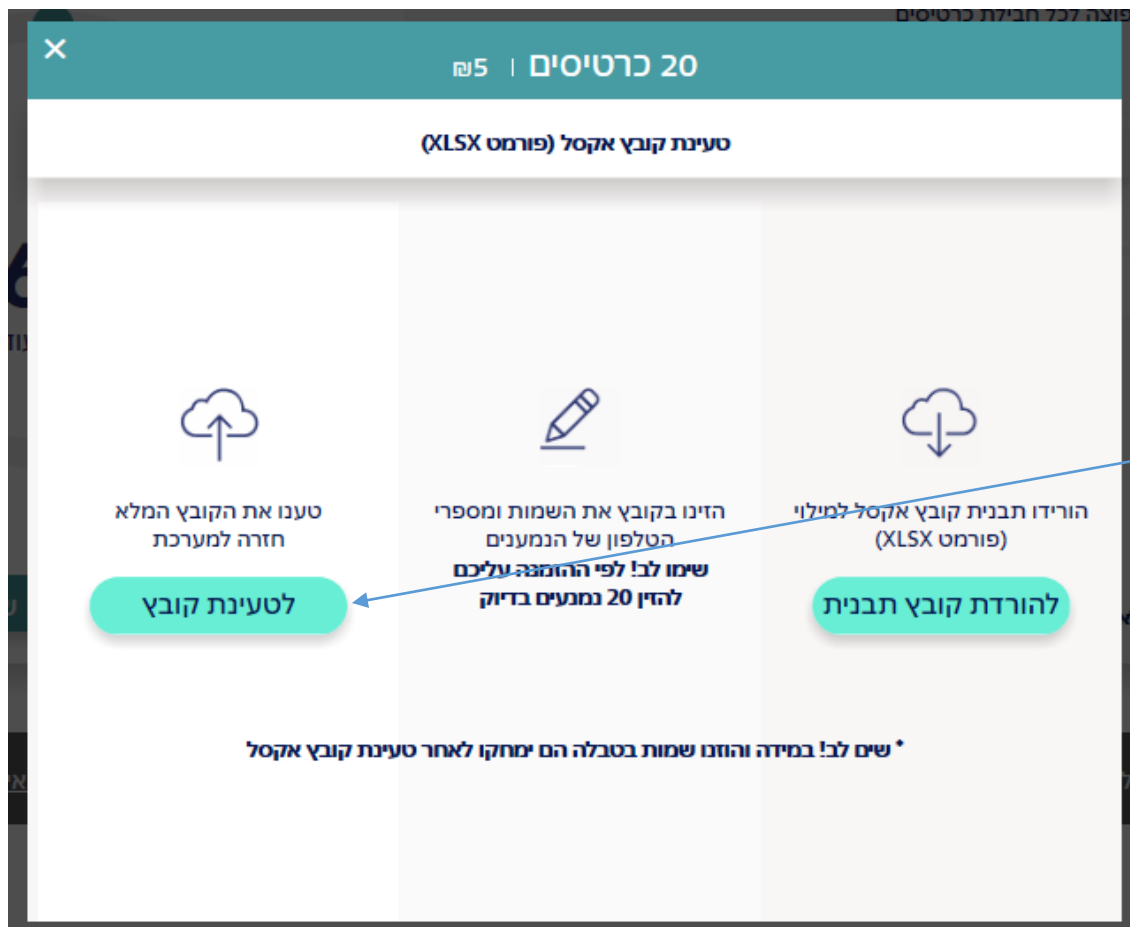 פוצה לכל חבילת כרטיסים
20 כרטיסים | 5₪
טעינת קובץ אקסל (פורמט XLSX)
הורידו תבנית קובץ אקסל למילוי
(פורמט XLSX)
להורדת קובץ תבנית
הזינו בקובץ את השמות ומספרי
הטלפון של הנמענים
שימו לב! לפי ההזמנה עליכם
להזין 20 נמנעים בדיוק
טענו את הקובץ המלא
חזרה למערכת
לטעינת קובץ
* שים לב! במידה והוזנו שמות בטבלה הם ימחקו לאחר טעינת קובץ אקסל